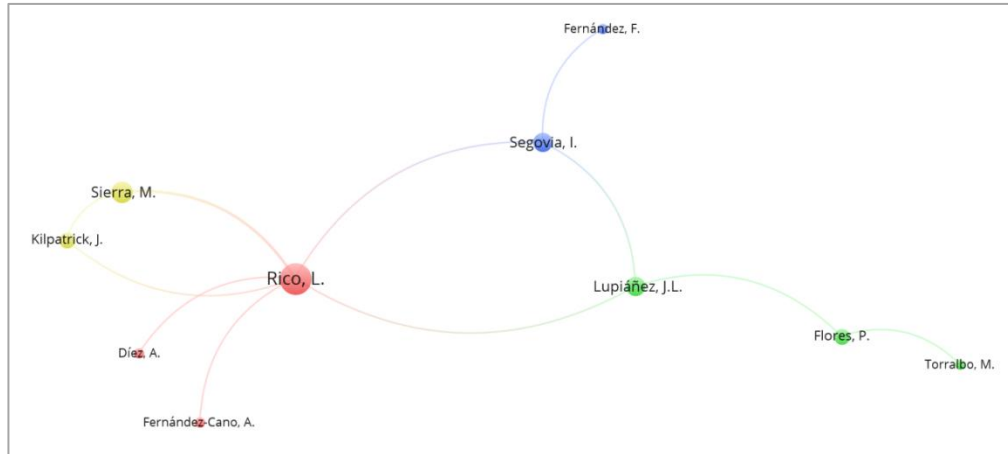 Fernández, F.
Segovia, I.
Sierra, M.
Kilpatrick, J.
Rico, L.
Lupiáñez, J.L.
Flores, P.
Díez, A.
Torralbo, M.
Fernández-Cano, A.